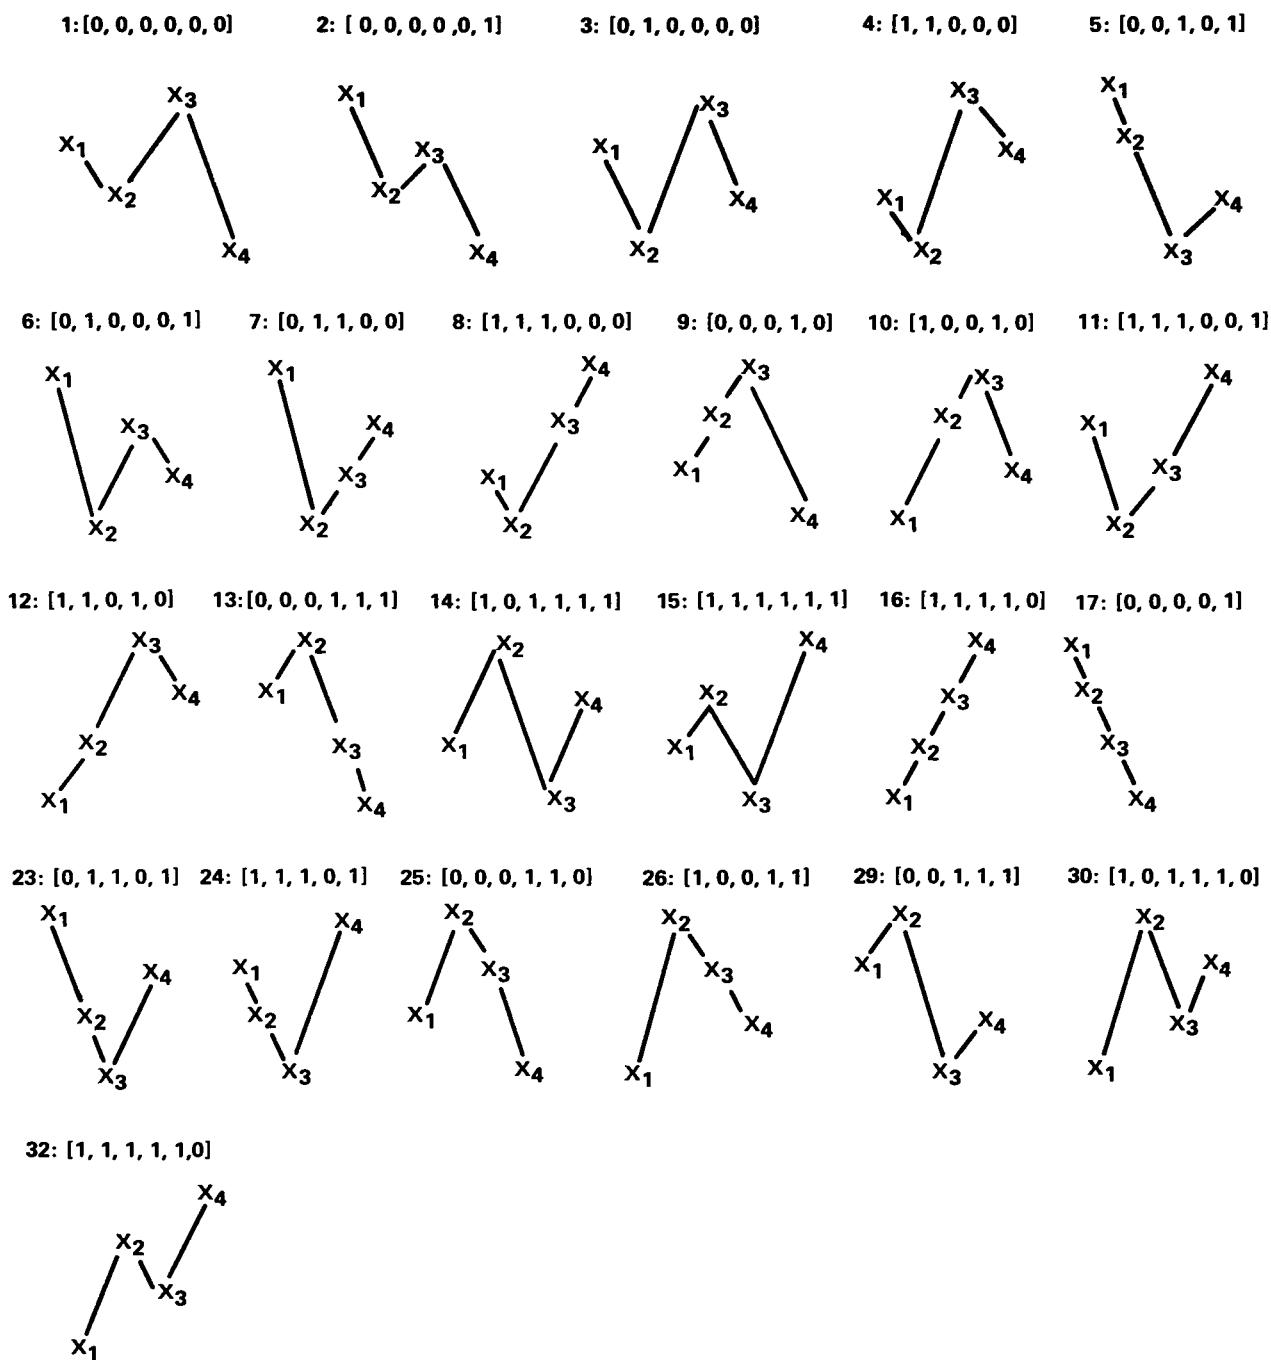 1:[0, 0, 0, 0, 0, 0] 2: [ 0, 0, 0, 0 ,0, 1] 3: [0, 1, 0, 0, 0, 0] 4: [1, 1, 0, 0, 0] 5: [0, 0, 1, 0, 1]
X1 X2 X3 X4 X1 X2 X3 X4 X1 X2 X3 X4 X1 X2 X3 X4 X1 X2 X3 X4
6: [0, 1, 0, 0, 0, 1] 7: [0, 1, 1, 0, 0] 8: [1, 1, 1, 0, 0, 0] 9: [0, 0, 0, 1, 0] 10: [1, 0, 0, 1, 0] 11: [1, 1, 1, 0, 0, 1]
X1 X2 X3 X4 X1 X2 X3 X4 X1 X2 X3 X4 X1 X2 X3 X4 X1 X2 X3 X4 X1 X2 X3 X4
12: [1, 1, 0, 1, 0] 13:[0, 0, 0, 1, 1, 1] 14: [1, 0, 1, 1, 1, 1] 15: [1, 1, 1, 1, 1, 1] 16: [1, 1, 1, 1, 0] 17: [0, 0, 0, 0, 1]
X1 X2 X3 X4 X1 X2 X3 X4 X1 X2 X3 X4 X1 X2 X3 X4 X1 X2 X3 X4 X1 X2 X3 X4
23: [0, 1, 1, 0, 1] 24: [1, 1, 1, 0, 1] 25: [0, 0, 0, 1, 1, 0] 26: [1, 0, 0, 1, 1] 29: [0, 0, 1, 1, 1] 30: [1, 0, 1, 1, 1, 0]
X1 X2 X3 X4 X1 X2 X3 X4 X1 X2 X3 X4 X1 X2 X3 X4 X1 X2 X3 X4 X1 X2 X3 X4
32: [1, 1, 1, 1, 1,0]
X1 X2 X3 X4